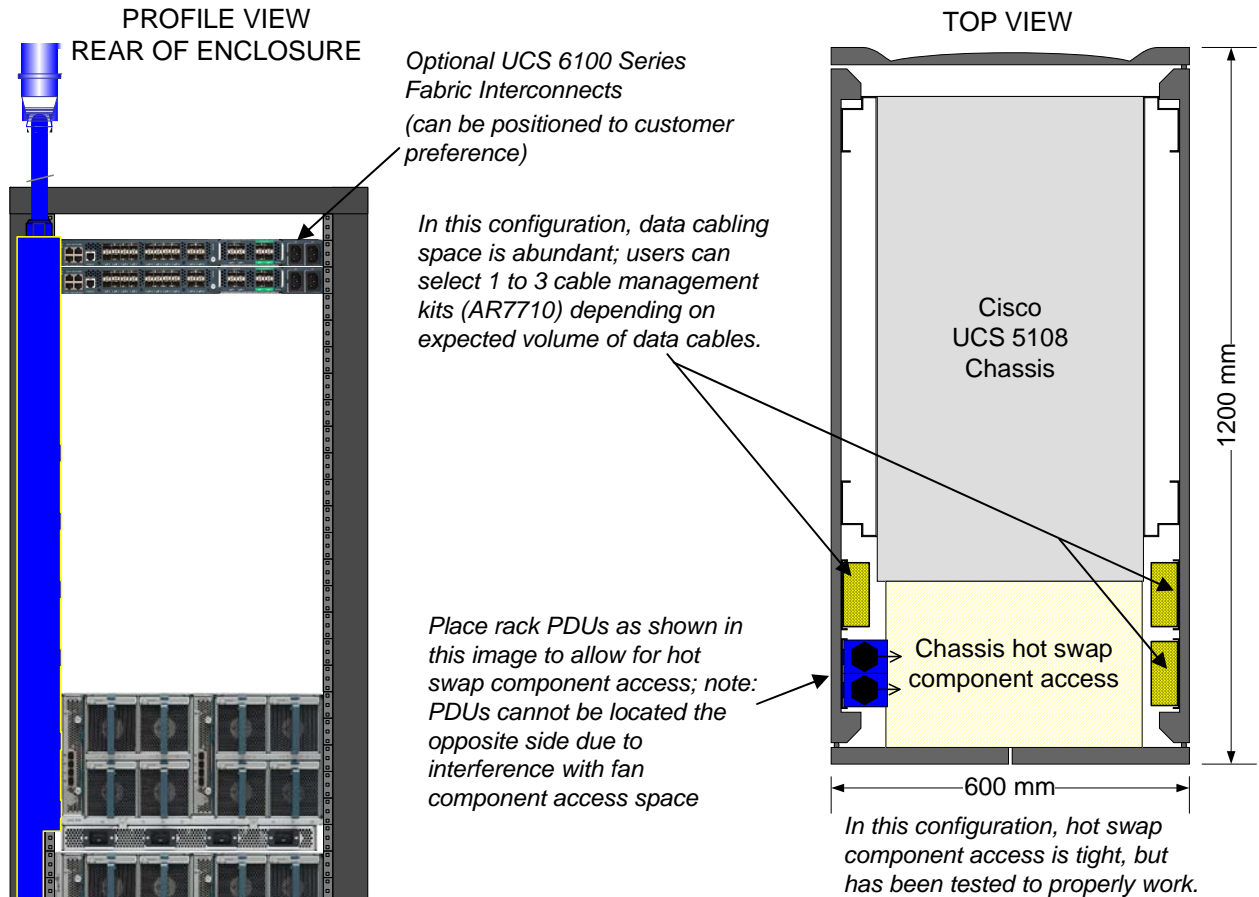 PROFILE VIEW
REAR OF ENCLOSURE
Optional UCS 6100 Series
Fabric Interconnects
(can be positioned to customer
preference)
In this configuration, data cabling
space is abundant; users can
select 1 to 3 cable management
kits (AR7710) depending on
expected volume of data cables.
Place rack PDUs as shown in
this image to allow for hot
swap component access; note:
PDUs cannot be located the
opposite side due to
interference with fan
component access space
TOP VIEW
Cisco
UCS 5108
Chassis
1200 mm
Chassis hot swap
component access
600 mm
In this configuration, hot swap
component access is tight, but
has been tested to properly work.